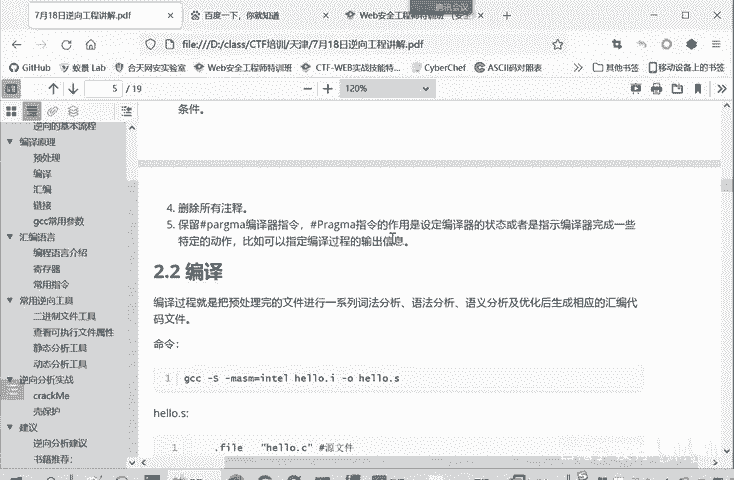 腾讯会议
7月18日逆向工程讲解.pdf
百度一下，你就知道
Web安全工程师特训班
file:///D:/class/CTF培训/天津/7月18日逆向工程讲解.pdf
GitHub
蚁景 Lab
合天网安实验室
Web安全工程师特训班
CTF-WEB实战技能特...
CyberChef
ASCII码对照表
其他书签
移动设备上的书签
5 / 19
120%
逆向的基本流程
编译原理
预处理
编译
汇编
链接
gcc常用参数
汇编语言
编程语言介绍
寄存器
常用指令
常用逆向工具
二进制文件工具
查看可执行文件属性
静态分析工具
动态分析工具
逆向分析实战
crackMe
壳保护
建议
逆向分析建议
书籍推荐：
条件。
4. 删除所有注释。
5. 保留#pargma编译器指令，#Pragma指令的作用是设定编译器的状态或者是指示编译器完成一些
特定的动作，比如可以指定编译过程的输出信息。
2.2 编译
编译过程就是把预处理完的文件进行一系列词法分析、语法分析、语义分析及优化后生成相应的汇编代
码文件。
命令：
1 gcc -S -masm=intel hello.i -o hello.s
hello.s:
1 .file "hello.c" #源文件